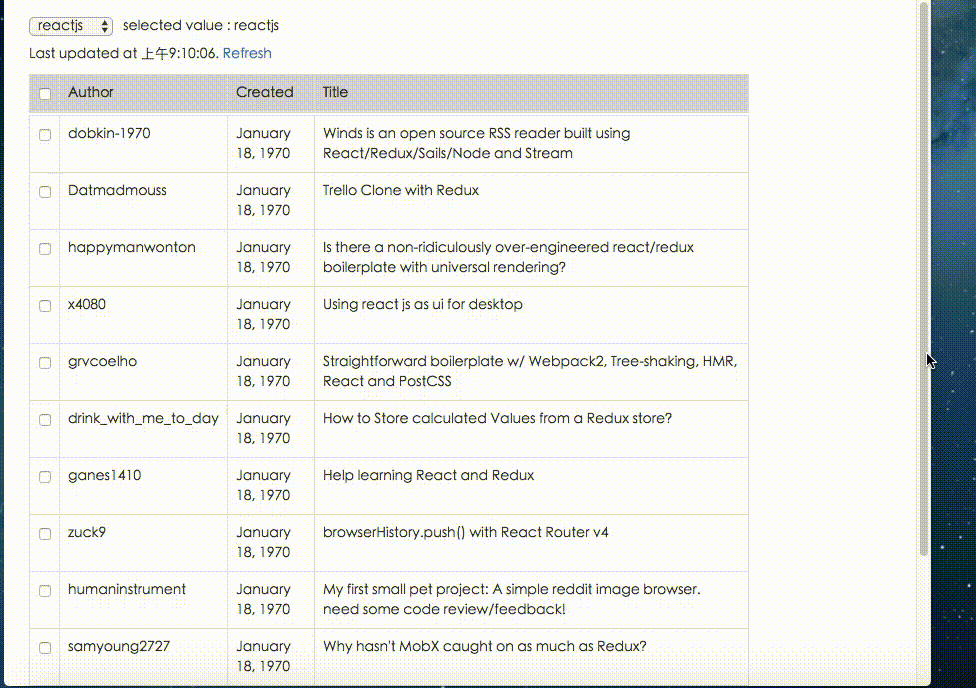 reactjs selected value : reactjs
Last updated at 上午9:10:06. Refresh
Author Created Title
dobkin-1970 January Winds is an open source RSS reader built using
18, 1970 React/Redux/Sails/Node and Stream
Datmadmouss January Trello Clone with Redux
18, 1970
happymanwonton January Is there a non-ridiculously over-engineered react/redux
18, 1970 boilerplate with universal rendering?
x4080 January Using react js as ui for desktop
18, 1970
grvcoelho January Straightforward boilerplate w/ Webpack2, Tree-shaking, HMR,
18, 1970 React and PostCSS
drink_with_me_to_day January How to Store calculated Values from a Redux store?
18, 1970
ganes1410 January Help learning React and Redux
18, 1970
zuck9 January browserHistory.push() with React Router v4
18, 1970
humaninstrument January My first small pet project: A simple reddit image browser.
18, 1970 need some code review/feedback!
samyoung2727 January Why hasn't MobX caught on as much as Redux?
18, 1970